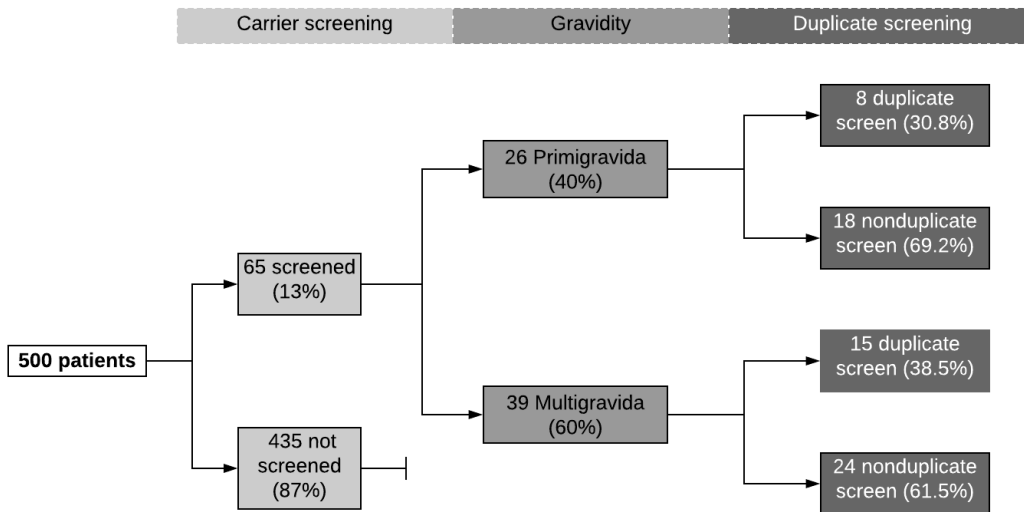 Carrier screening
Gravidity
Duplicate screening
8 duplicate
screen (30.8%)
26 Primigravida
(40%)
18 nonduplicate
screen (69.2%)
65 screened
(13%)
500 patients
15 duplicate
screen (38.5%)
39 Multigravida
(60%)
435 not
screened
(87%)
24 nonduplicate
screen (61.5%)